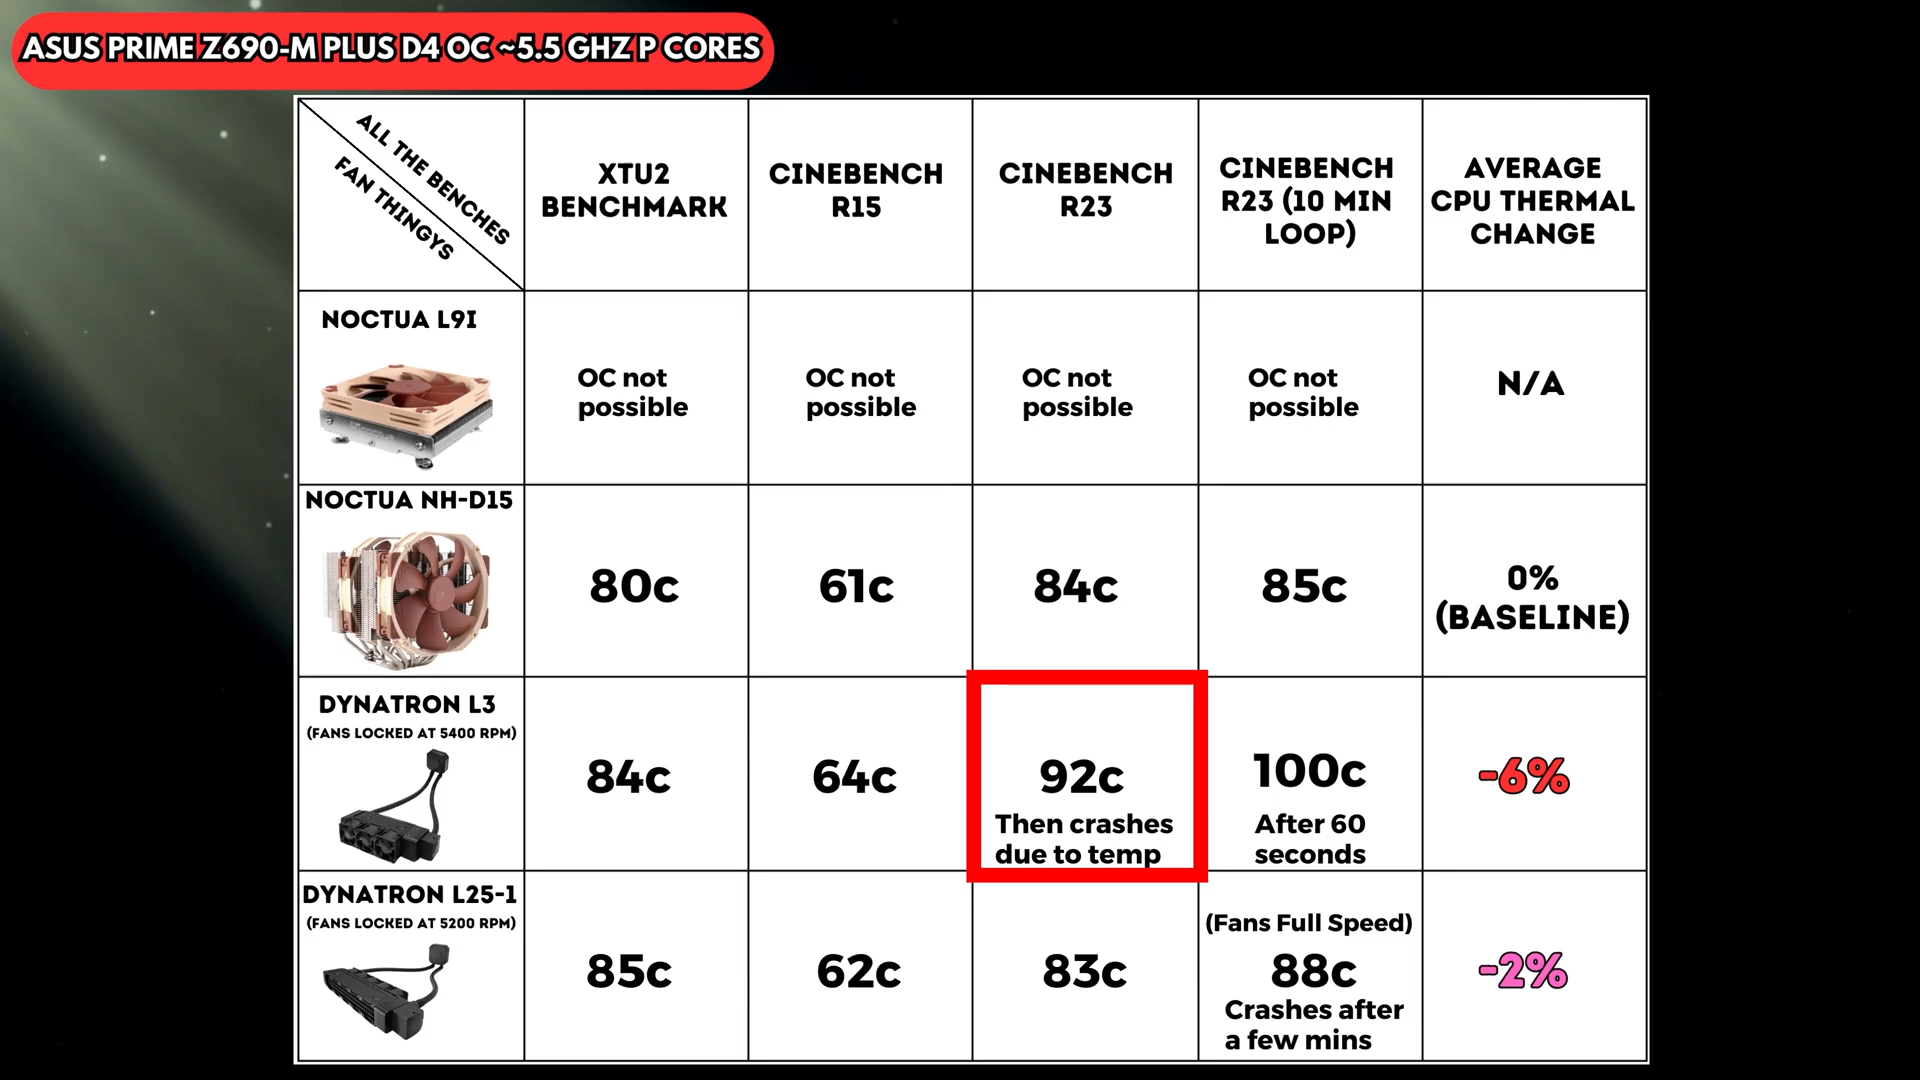 ASUS PRIME Z690-M PLUS D4 OC ~5.5 GHZ P CORES
ALL THE BENCHES
FAN THINGYS
XTU2
BENCHMARK
CINEBENCH
R15
CINEBENCH
R23
CINEBENCH
R23 (10 MIN
LOOP)
AVERAGE
CPU THERMAL
CHANGE
NOCTUA L9I
OC not
possible
OC not
possible
OC not
possible
OC not
possible
N/A
NOCTUA NH-D15
80c
61c
84c
85c
0%
(BASELINE)
DYNATRON L3
(FANS LOCKED AT 5400 RPM)
84c
64c
92c
Then crashes
due to temp
100c
After 60
seconds
-6%
DYNATRON L25-1
(FANS LOCKED AT 5200 RPM)
85c
62c
83c
(Fans Full Speed)
88c
Crashes after
a few mins
-2%